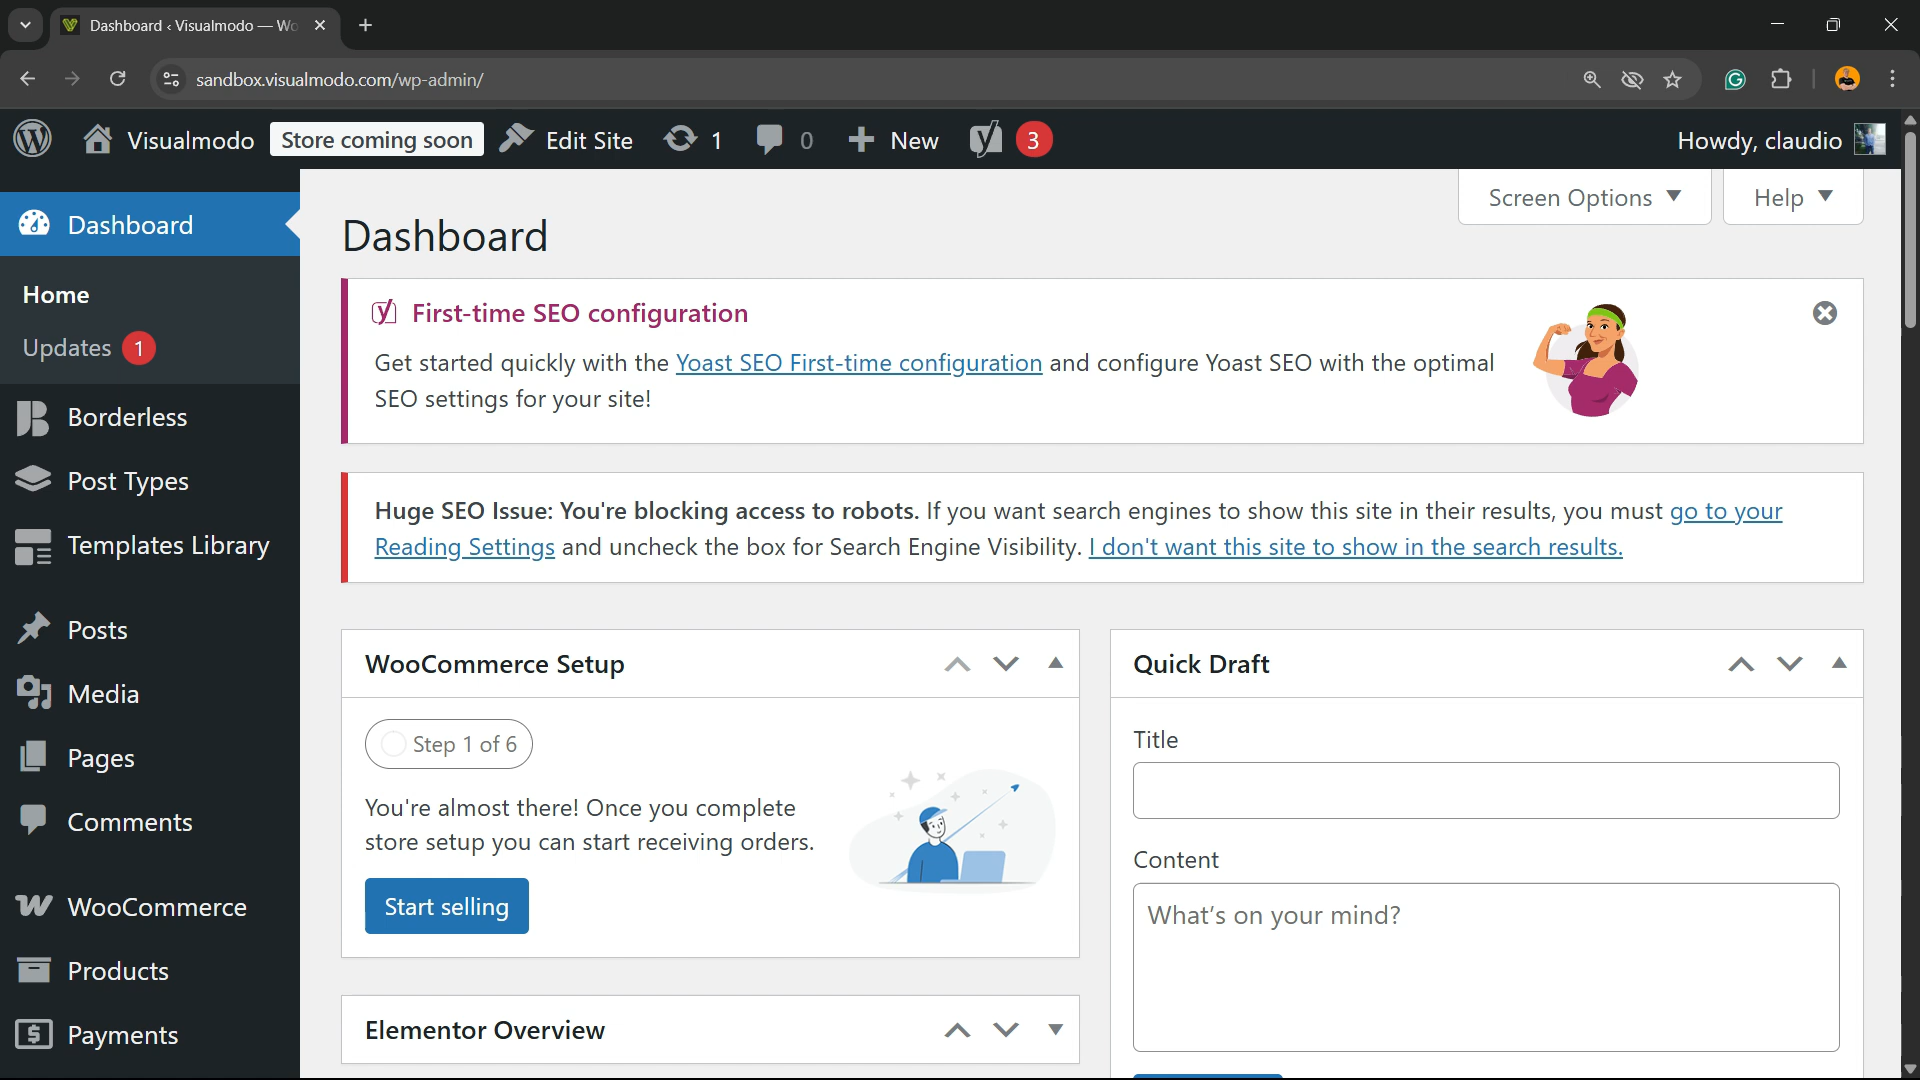 Dashboard ‹ Visualmodo — Wo
sandbox.visualmodo.com/wp-admin/
Visualmodo Store coming soon Edit Site 1 0 New 3 Howdy, claudio
Screen Options Help
Dashboard
Home
Updates 1
Borderless
Post Types
Templates Library
Posts
Media
Pages
Comments
WooCommerce
Products
Payments
Dashboard
First-time SEO configuration
Get started quickly with the Yoast SEO First-time configuration and configure Yoast SEO with the optimal
SEO settings for your site!
Huge SEO Issue: You're blocking access to robots. If you want search engines to show this site in their results, you must go to your
Reading Settings and uncheck the box for Search Engine Visibility. I don't want this site to show in the search results.
WooCommerce Setup
Step 1 of 6
You're almost there! Once you complete
store setup you can start receiving orders.
Start selling
Elementor Overview
Quick Draft
Title
Content
What's on your mind?